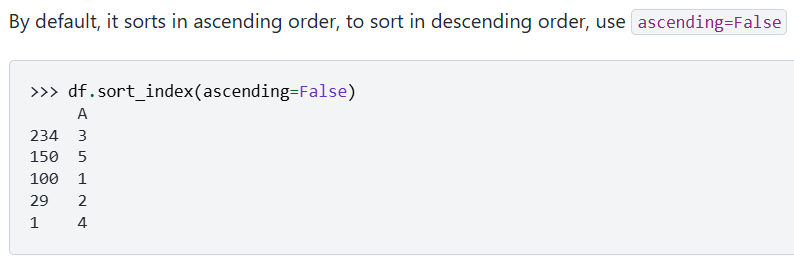 By default, it sorts in ascending order, to sort in descending order, use ascending=False
>>> df.sort_index(ascending=False)
     A
234  3
150  5
100  1
29   2
1    4